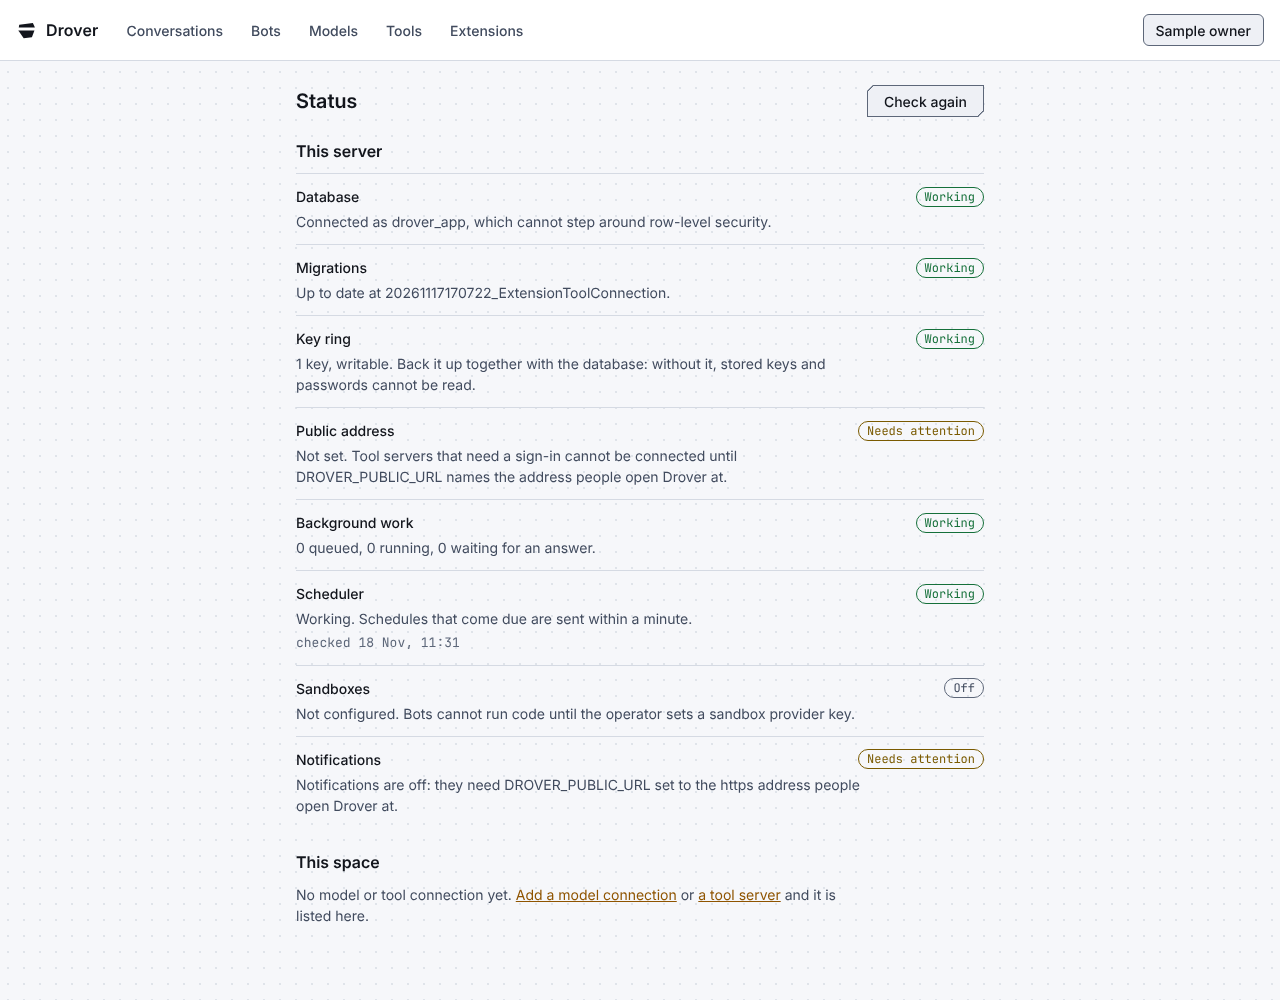 Drover
Conversations
Bots
Models
Tools
Extensions
Sample owner
Status
Check again
This server
Database
Working
Connected as drover_app, which cannot step around row-level security.
Migrations
Working
Up to date at 20261117170722_ExtensionToolConnection.
Key ring
Working
1 key, writable. Back it up together with the database: without it, stored keys and
passwords cannot be read.
Public address
Needs attention
Not set. Tool servers that need a sign-in cannot be connected until
DROVER_PUBLIC_URL names the address people open Drover at.
Background work
Working
0 queued, 0 running, 0 waiting for an answer.
Scheduler
Working
Working. Schedules that come due are sent within a minute.
checked 18 Nov, 11:31
Sandboxes
Off
Not configured. Bots cannot run code until the operator sets a sandbox provider key.
Notifications
Needs attention
Notifications are off: they need DROVER_PUBLIC_URL set to the https address people
open Drover at.
This space
No model or tool connection yet. Add a model connection or a tool server and it is
listed here.